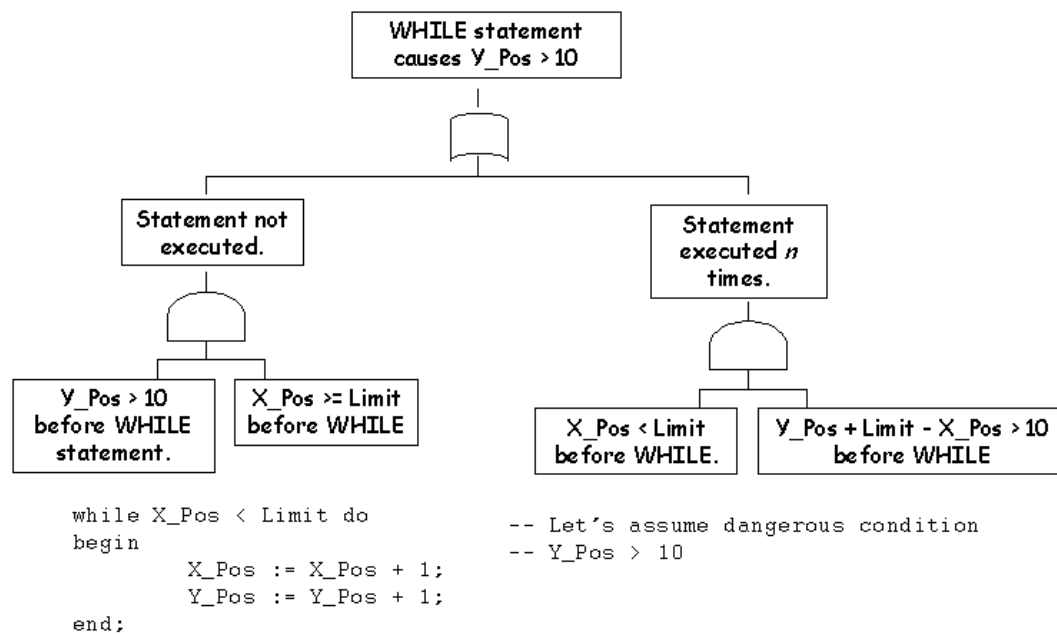 WHILE statement
causes Y_Pos > 10
Statement not
executed.
Statement
executed n
times.
Y_Pos > 10
before WHILE
statement.
X_Pos >= Limit
before WHILE
X_Pos < Limit
before WHILE.
Y_Pos + Limit - X_Pos > 10
before WHILE
while X_Pos < Limit do
begin
X_Pos := X_Pos + 1;
Y_Pos := Y_Pos + 1;
end;
-- Let's assume dangerous condition
-- Y_Pos > 10